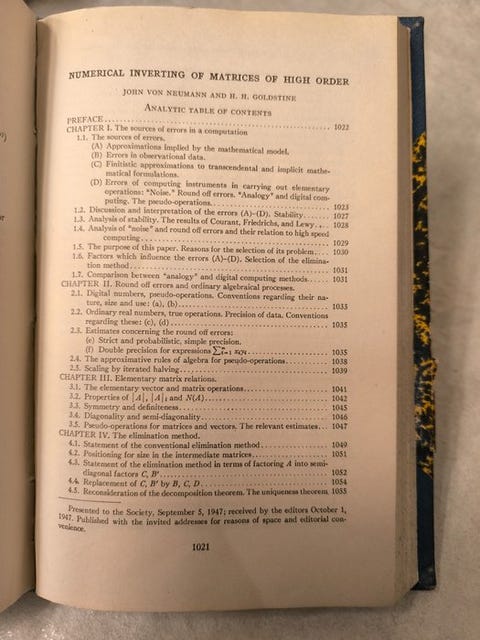 NUMERICAL INVERTING OF MATRICES OF HIGH ORDER
JOHN VON NEUMANN AND H. H. GOLDSTINE
ANALYTIC TABLE OF CONTENTS
PREFACE 1022
CHAPTER I. The sources of errors in a computation
1.1. The sources of errors.
(A) Approximations implied by the mathematical model.
(B) Errors in observational data.
(C) Finitistic approximations to transcendental and implicit mathe-
matical formulations.
(D) Errors of computing instruments in carrying out elementary
operations: "Noise." Round off errors. "Analogy" and digital com-
puting. The pseudo-operations 1023
1.2. Discussion and interpretation of the errors (A)–(D). Stability 1027
1.3. Analysis of stability. The results of Courant, Friedrichs, and Lewy 1028
1.4. Analysis of "noise" and round off errors and their relation to high speed
computing 1029
1.5. The purpose of this paper. Reasons for the selection of its problem 1030
1.6. Factors which influence the errors (A)–(D). Selection of the elimina-
tion method 1031
1.7. Comparison between "analogy" and digital computing methods 1031
CHAPTER II. Round off errors and ordinary algebraical processes.
2.1. Digital numbers, pseudo-operations. Conventions regarding their na-
ture, size and use: (a), (b) 1033
2.2. Ordinary real numbers, true operations. Precision of data. Conventions
regarding these: (c), (d) 1035
2.3. Estimates concerning the round off errors:
(e) Strict and probabilistic, simple precision.
(f) Double precision for expressions 1035
2.4. The approximative rules of algebra for pseudo-operations 1038
2.5. Scaling by iterated halving 1039
CHAPTER III. Elementary matrix relations.
3.1. The elementary vector and matrix operations 1041
3.2. Properties of |A|, |A|ₗ and N(A) 1042
3.3. Symmetry and definiteness 1045
3.4. Diagonality and semi-diagonality 1046
3.5. Pseudo-operations for matrices and vectors. The relevant estimates 1047
CHAPTER IV. The elimination method.
4.1. Statement of the conventional elimination method 1049
4.2. Positioning for size in the intermediate matrices 1051
4.3. Statement of the elimination method in terms of factoring A into semi-
diagonal factors C, B′ 1052
4.4. Replacement of C, B′ by B, C, D 1054
4.5. Reconsideration of the decomposition theorem. The uniqueness theorem 1055
Presented to the Society, September 5, 1947; received by the editors October 1,
1947. Published with the invited addresses for reasons of space and editorial con-
venience.
1021